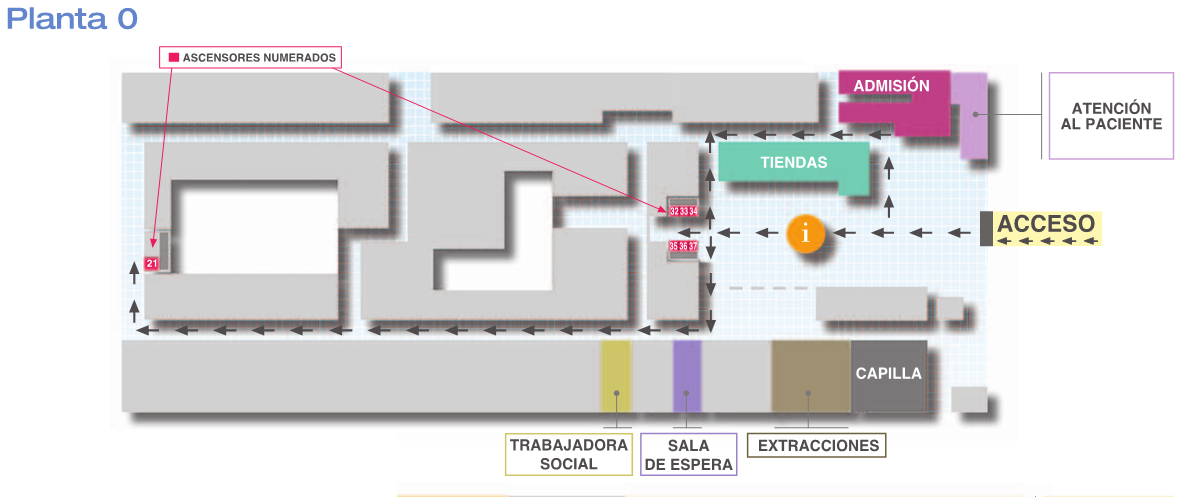 Planta 0
ASCENSORES NUMERADOS
ADMISIÓN
ATENCIÓN
AL PACIENTE
TIENDAS
32 33 34
i
ACCESO
35 36 37
21
CAPILLA
TRABAJADORA
SOCIAL
SALA
DE ESPERA
EXTRACCIONES